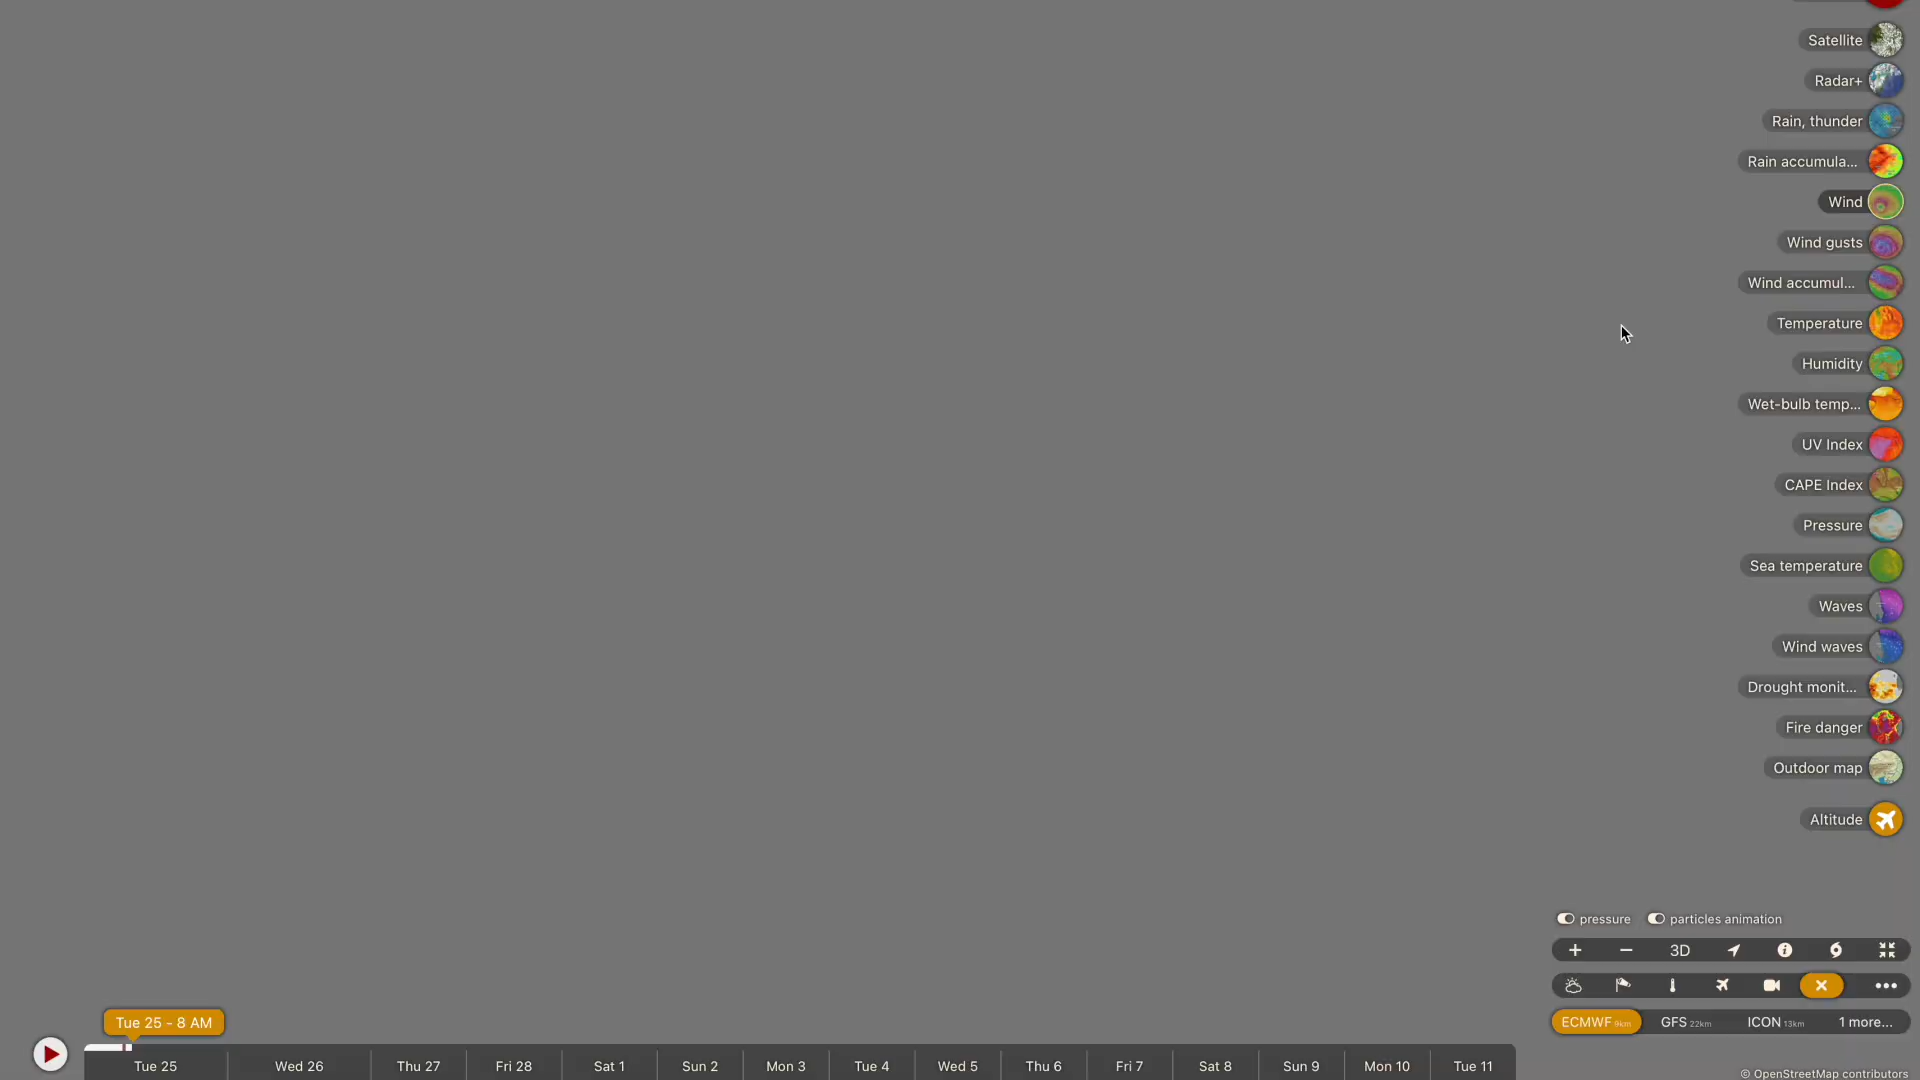 Satellite
Radar+
Rain, thunder
Rain accumula...
Wind
Wind gusts
Wind accumul...
Temperature
Humidity
Wet-bulb temp...
UV Index
CAPE Index
Pressure
Sea temperature
Waves
Wind waves
Drought monit...
Fire danger
Outdoor map
Altitude
pressure particles animation
3D
ECMWF 9km GFS 22km ICON 13km 1 more...
Tue 25 - 8 AM
Tue 25 Wed 26 Thu 27 Fri 28 Sat 1 Sun 2 Mon 3 Tue 4 Wed 5 Thu 6 Fri 7 Sat 8 Sun 9 Mon 10 Tue 11
© OpenStreetMap contributors